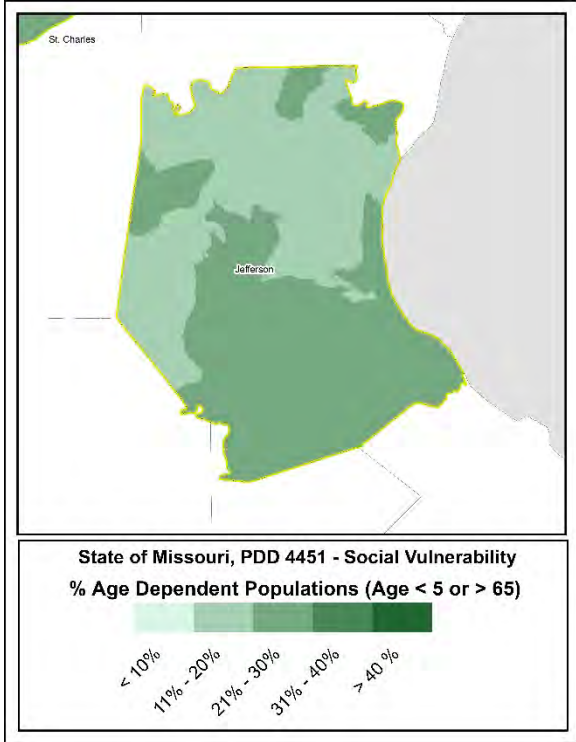 St. Charles
Jefferson
State of Missouri, PDD 4451 - Social Vulnerability
% Age Dependent Populations (Age < 5 or > 65)
< 10%
11% - 20%
21% - 30%
31% - 40%
> 40 %